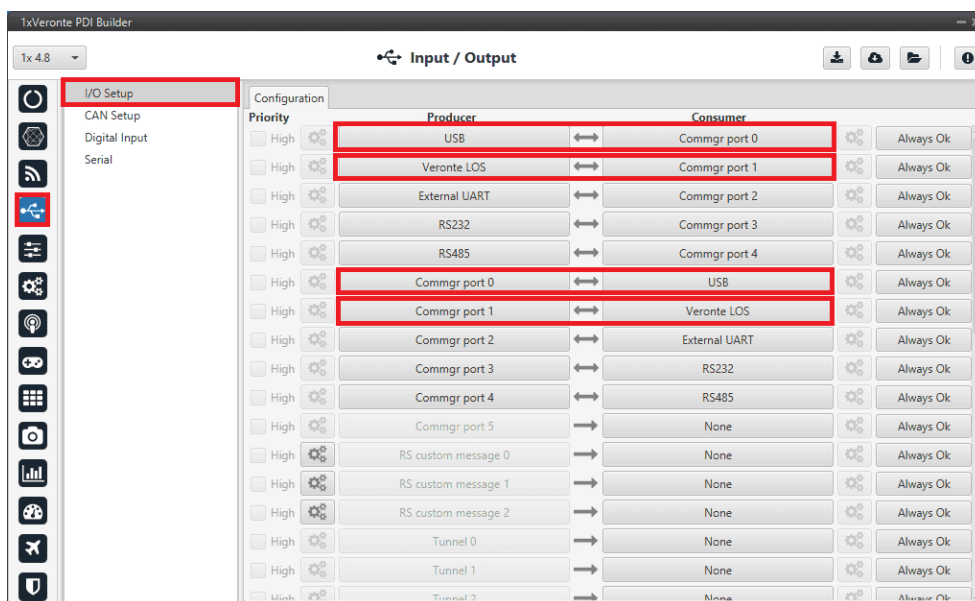 1xVeronte PDI Builder
1x 4.8
Input / Output
I/O Setup
CAN Setup
Digital Input
Serial
Configuration
Priority Producer Consumer
High USB Commgr port 0 Always Ok
High Veronte LOS Commgr port 1 Always Ok
High External UART Commgr port 2 Always Ok
High RS232 Commgr port 3 Always Ok
High RS485 Commgr port 4 Always Ok
High Commgr port 0 USB Always Ok
High Commgr port 1 Veronte LOS Always Ok
High Commgr port 2 External UART Always Ok
High Commgr port 3 RS232 Always Ok
High Commgr port 4 RS485 Always Ok
High Commgr port 5 None Always Ok
High RS custom message 0 None Always Ok
High RS custom message 1 None Always Ok
High RS custom message 2 None Always Ok
High Tunnel 0 None Always Ok
High Tunnel 1 None Always Ok
High Tunnel 2 None Always Ok